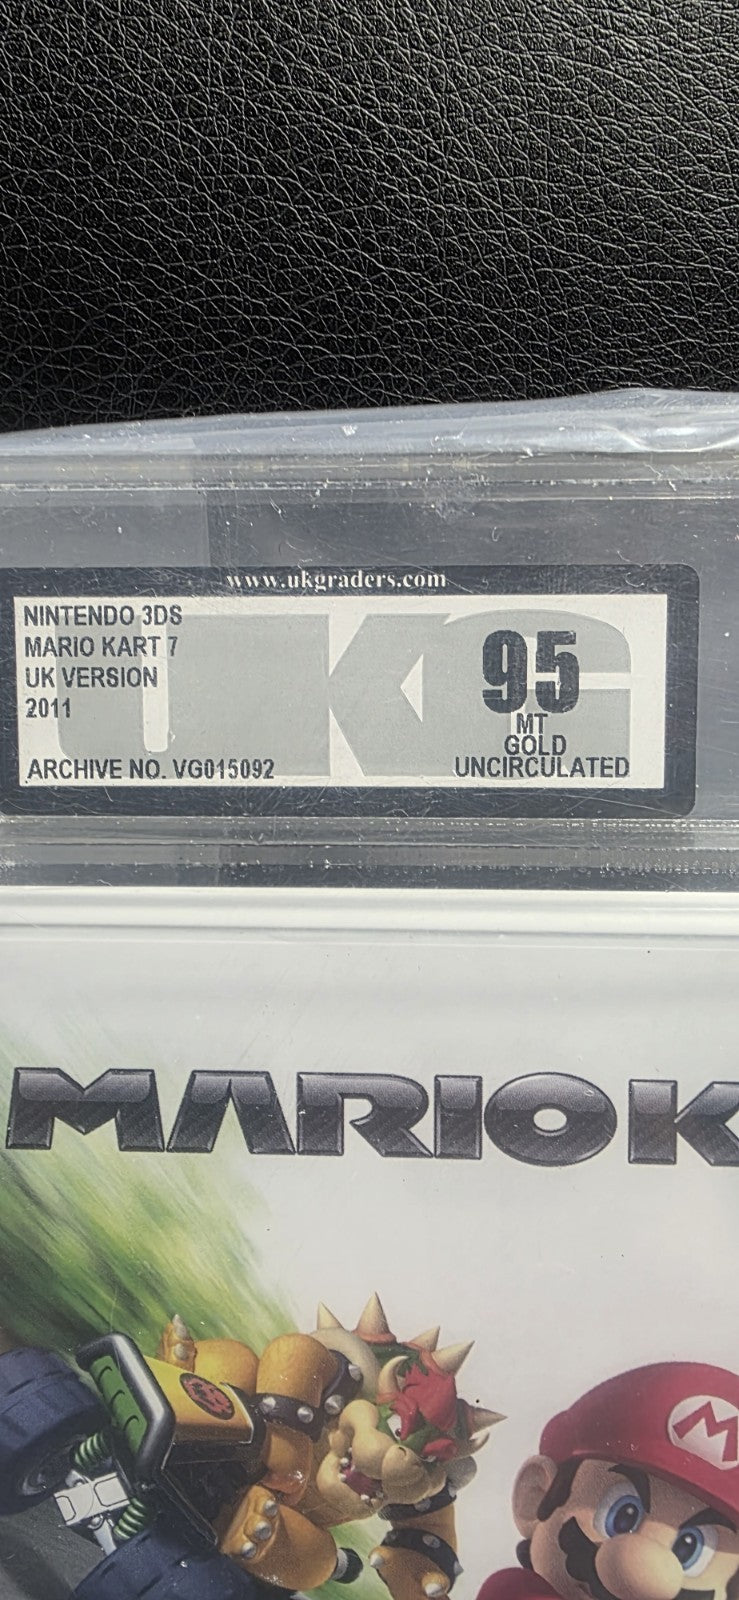 www.ukgraders.com
NINTENDO 3DS
MARIO KART 7
UK VERSION
2011
ARCHIVE NO. VG015092
UKG
95
MT
GOLD
UNCIRCULATED
MARIO K
M